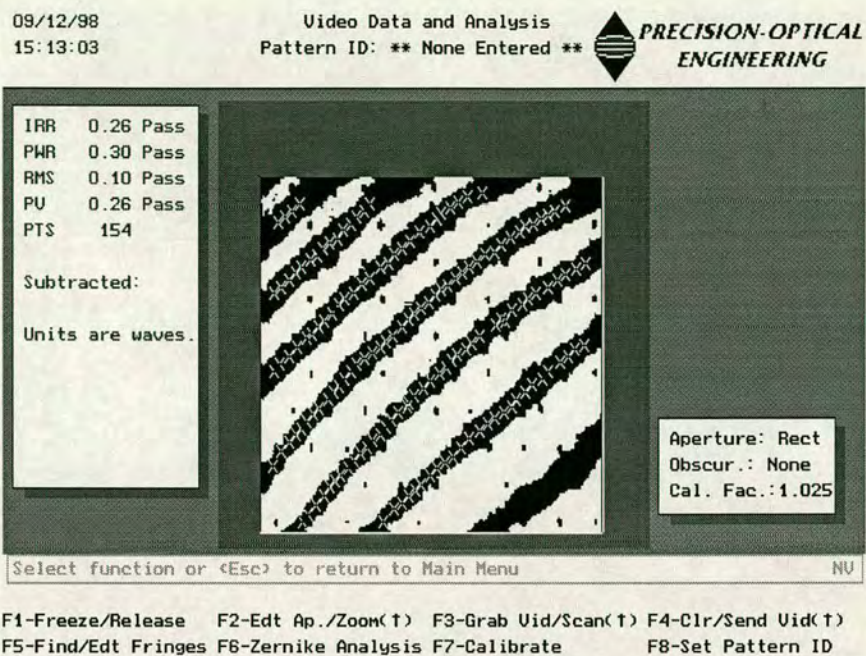 09/12/98
15:13:03
Video Data and Analysis
Pattern ID: ** None Entered **
PRECISION-OPTICAL
ENGINEERING
IRR 0.26 Pass
PWR 0.30 Pass
RMS 0.10 Pass
PV 0.26 Pass
PTS 154
Subtracted:
Units are waves.
Aperture: Rect
Obscur.: None
Cal. Fac.:1.025
Select function or <Esc> to return to Main Menu NV
F1-Freeze/Release F2-Edt Ap./Zoom(↑) F3-Grab Vid/Scan(↑) F4-Clr/Send Vid(↑)
F5-Find/Edt Fringes F6-Zernike Analysis F7-Calibrate F8-Set Pattern ID